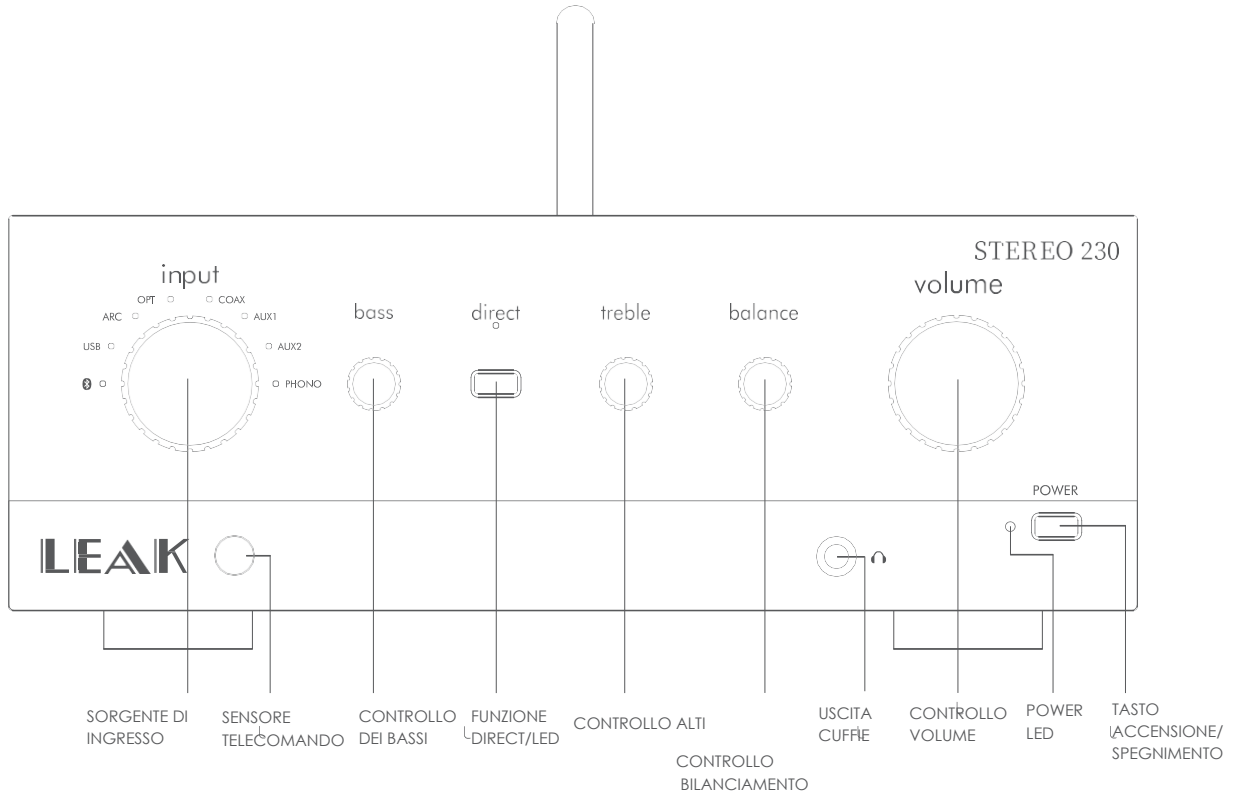 STEREO 230
input
volume
OPT
COAX
bass
direct
treble
balance
ARC
AUX1
USB
AUX2
PHONO
POWER
LEAK
SORGENTE DI
INGRESSO
SENSORE
TELECOMANDO
CONTROLLO
DEI BASSI
FUNZIONE
DIRECT/LED
CONTROLLO ALTI
CONTROLLO
BILANCIAMENTO
USCITA
CUFFIE
CONTROLLO
VOLUME
POWER
LED
TASTO
ACCENSIONE/
SPEGNIMENTO